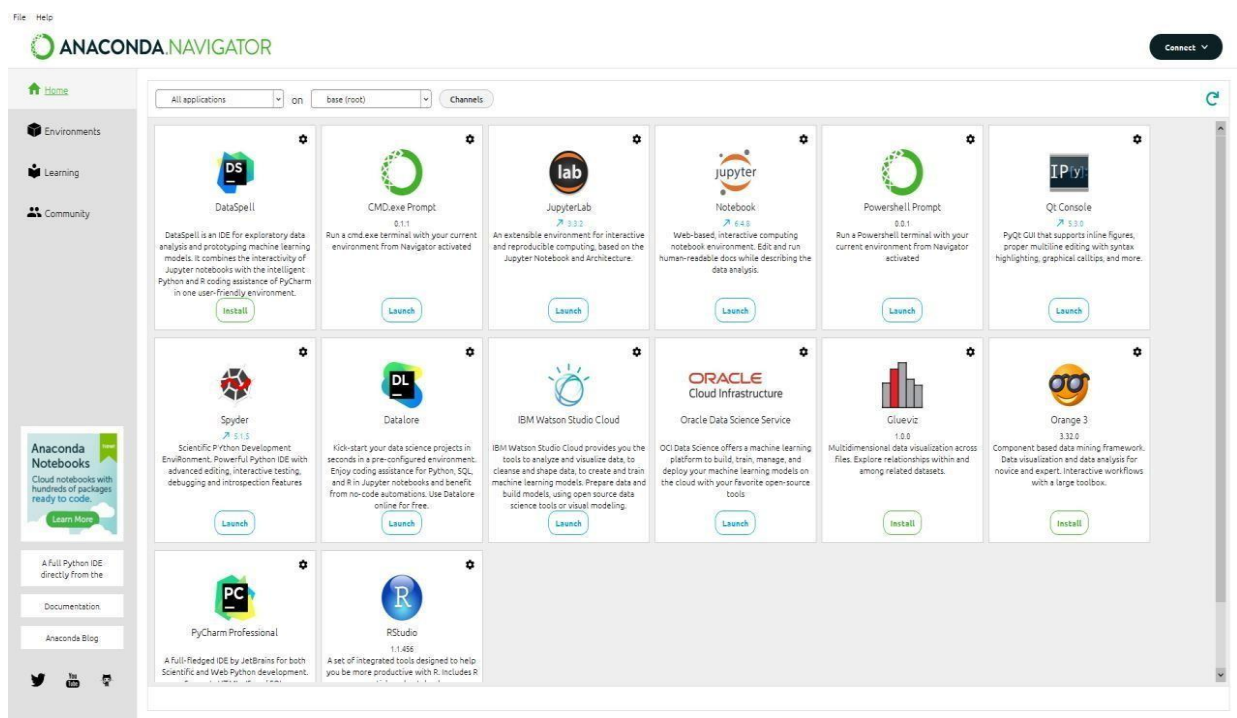 File Help
ANACONDA.NAVIGATOR
Connect
Home
Environments
Learning
Community
All applications on base (root) Channels
DS
DataSpell
DataSpell is an IDE for exploratory data
analysis and prototyping machine learning
models. It combines the interactivity of
Jupyter notebooks with the intelligent
Python and R coding assistance of PyCharm
in one user-friendly environment.
Install
CMD.exe Prompt
0.1.1
Run a cmd.exe terminal with your current
environment from Navigator activated
Launch
lab
JupyterLab
3.3.2
An extensible environment for interactive
and reproducible computing, based on the
Jupyter Notebook and Architecture.
Launch
jupyter
Notebook
6.4.8
Web-based, interactive computing
notebook environment. Edit and run
human-readable docs while describing the
data analysis.
Launch
Powershell Prompt
0.0.1
Run a Powershell terminal with your
current environment from Navigator
activated
Launch
IP[y]:
Qt Console
5.3.0
PyQt GUI that supports inline figures,
proper multiline editing with syntax
highlighting, graphical calltips, and more.
Launch
Spyder
5.1.5
Scientific PYthon Development
EnviRonment. Powerful Python IDE with
advanced editing, interactive testing,
debugging and introspection features
Launch
DL
Datalore
Kick-start your data science projects in
seconds in a pre-configured environment.
Enjoy coding assistance for Python, SQL,
and R in Jupyter notebooks and benefit
from no-code automations. Use Datalore
online for free.
Launch
IBM Watson Studio Cloud
IBM Watson Studio Cloud provides you the
tools to analyze and visualize data, to
cleanse and shape data, to create and train
machine learning models. Prepare data and
build models, using open source data
science tools or visual modeling.
Launch
ORACLE
Cloud Infrastructure
Oracle Data Science Service
OCI Data Science offers a machine learning
platform to build, train, manage, and
deploy your machine learning models on
the cloud with your favorite open-source
tools
Launch
Glueviz
1.0.0
Multidimensional data visualization across
files. Explore relationships within and
among related datasets.
Install
Orange 3
3.32.0
Component based data mining framework.
Data visualization and data analysis for
novice and expert. Interactive workflows
with a large toolbox.
Install
PC
PyCharm Professional
A full-fledged IDE by JetBrains for both
Scientific and Web Python development.
R
RStudio
1.1.456
A set of integrated tools designed to help
you be more productive with R. Includes R
Anaconda
Notebooks
New
Cloud notebooks with
hundreds of packages
ready to code.
Learn More
A Full Python IDE
directly from the
Documentation
Anaconda Blog
You
Tube